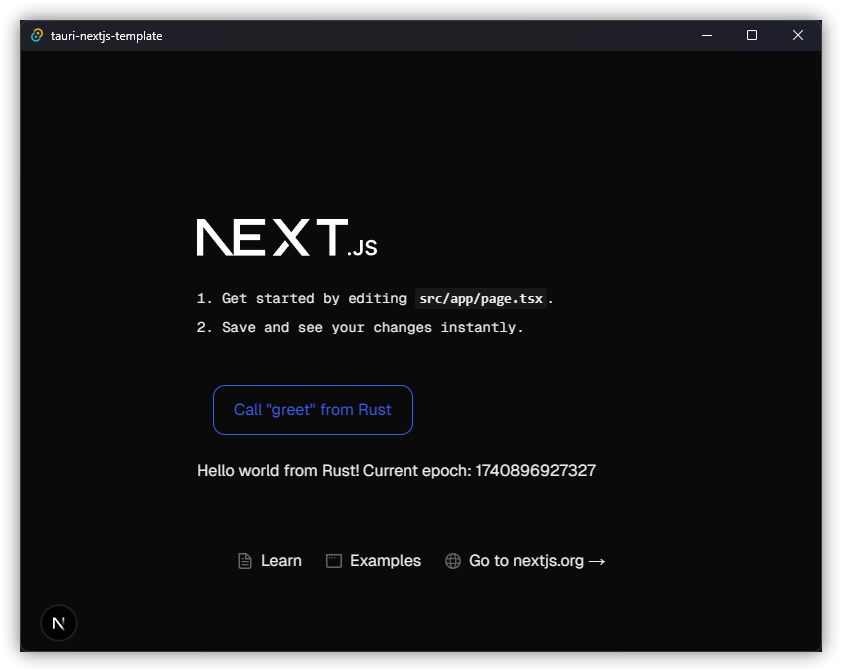 tauri-nextjs-template
NEXT.JS
1. Get started by editing src/app/page.tsx.
2. Save and see your changes instantly.
Call "greet" from Rust
Hello world from Rust! Current epoch: 1740896927327
Learn Examples Go to nextjs.org →
N